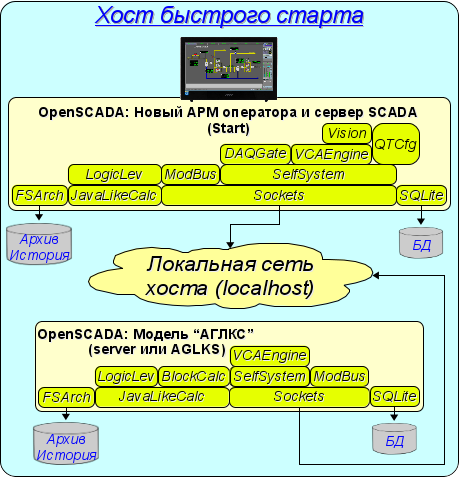 Хост быстрого старта
OpenSCADA: Новый АРМ оператора и сервер SCADA
(Start)
Vision
QTCfg
DAQGate
VCAEngine
LogicLev
ModBus
SelfSystem
FSArch
JavaLikeCalc
Sockets
SQLite
Архив
История
БД
Локальная сеть
хоста (localhost)
OpenSCADA: Модель “АГЛКС”
(server или AGLKS)
VCAEngine
LogicLev
BlockCalc
SelfSystem
ModBus
FSArch
JavaLikeCalc
Sockets
SQLite
Архив
История
БД